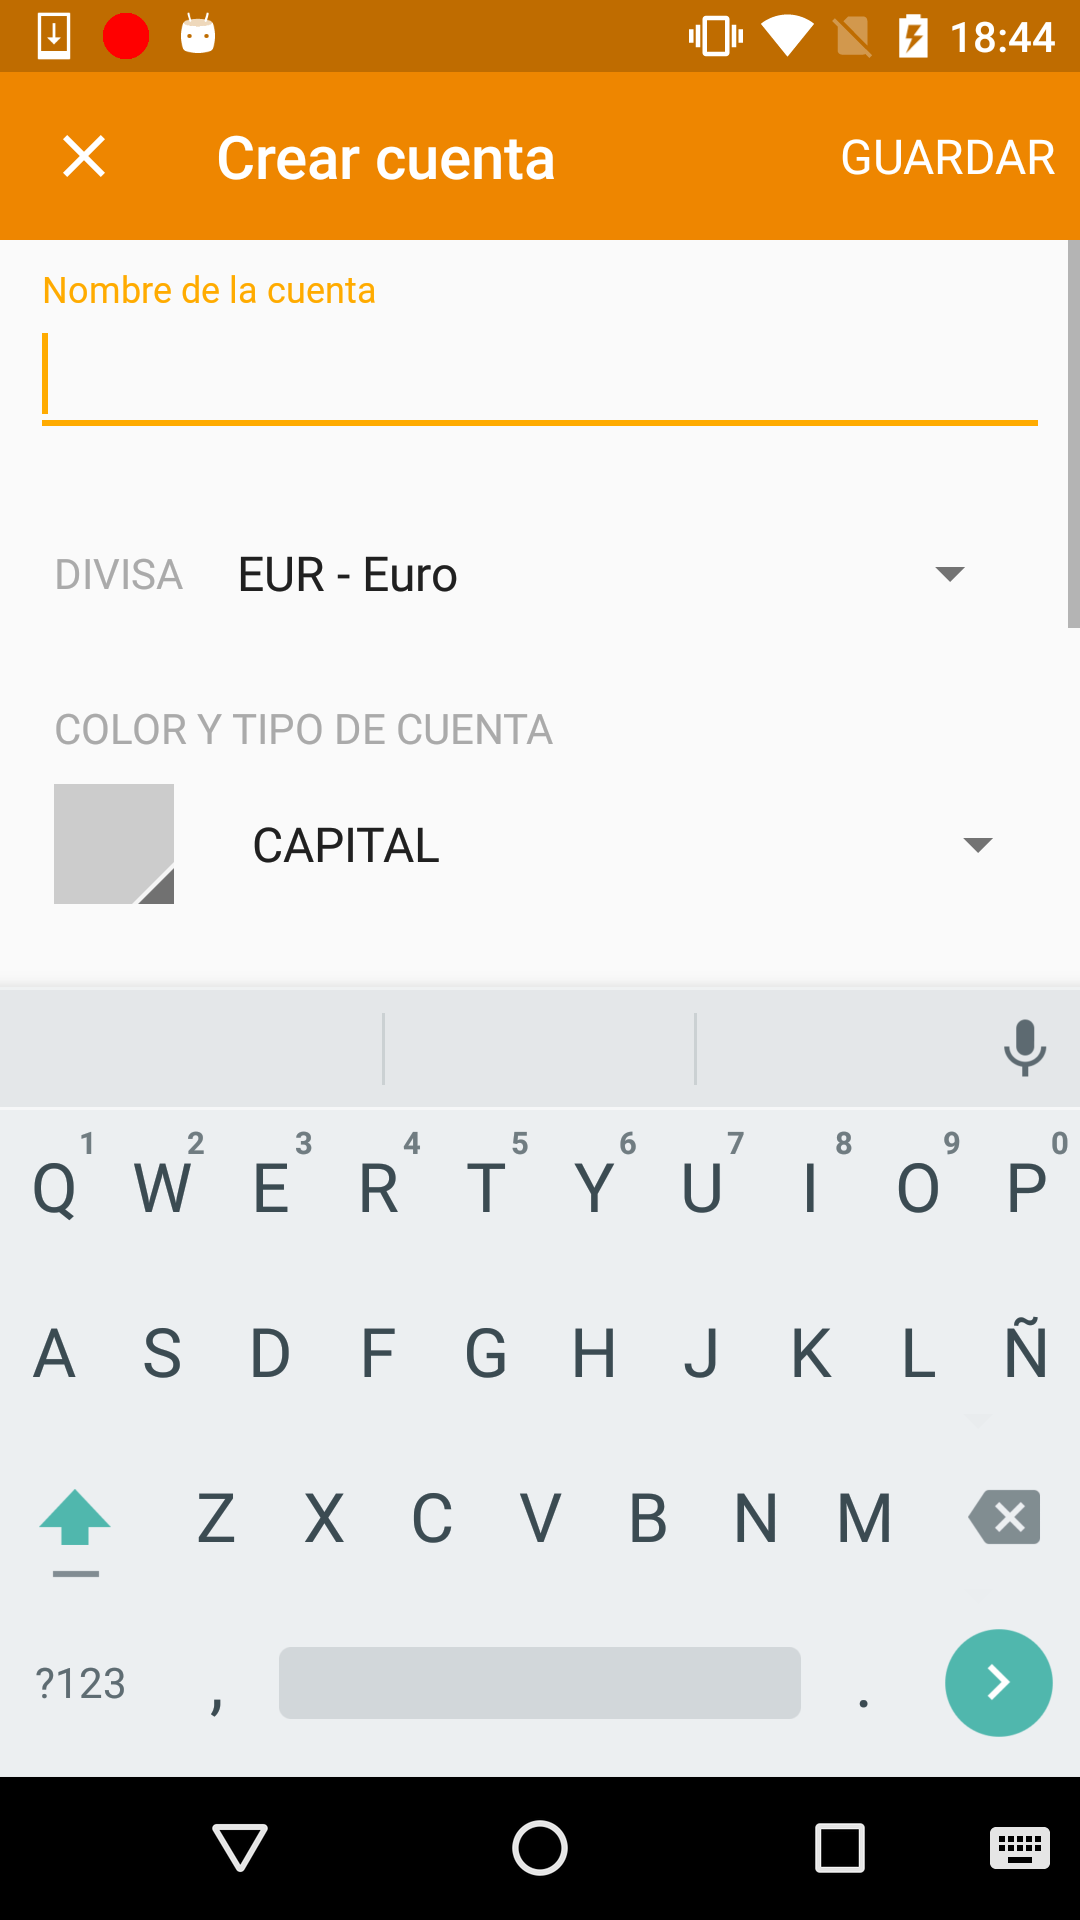 18:44
Crear cuenta GUARDAR
Nombre de la cuenta
DIVISA EUR - Euro
COLOR Y TIPO DE CUENTA
CAPITAL
1 2 3 4 5 6 7 8 9 0
Q W E R T Y U I O P
A S D F G H J K L Ñ
Z X C V B N M
?123 , .